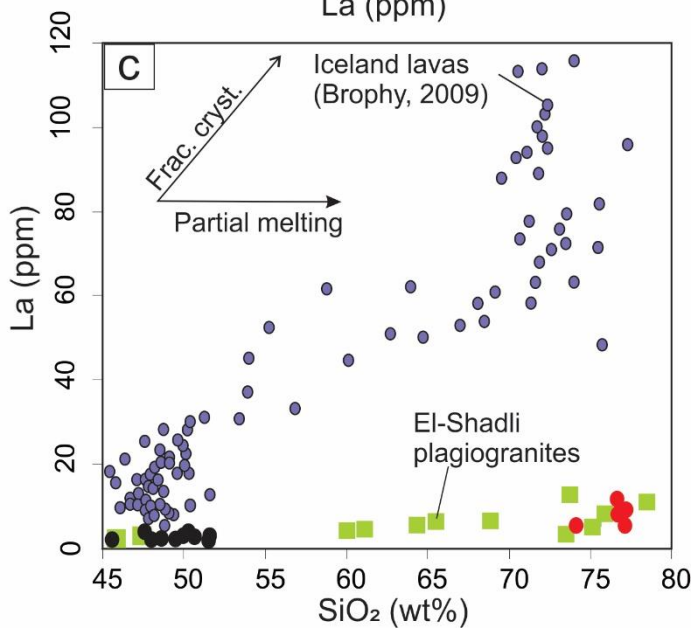 La (ppm)
120
C
Iceland lavas
(Brophy, 2009)
Frac. cryst.
100
Partial melting
80
La (ppm)
60
40
El-Shadli
plagiogranites
20
0
45 50 55 60 65 70 75 80
SiO₂ (wt%)